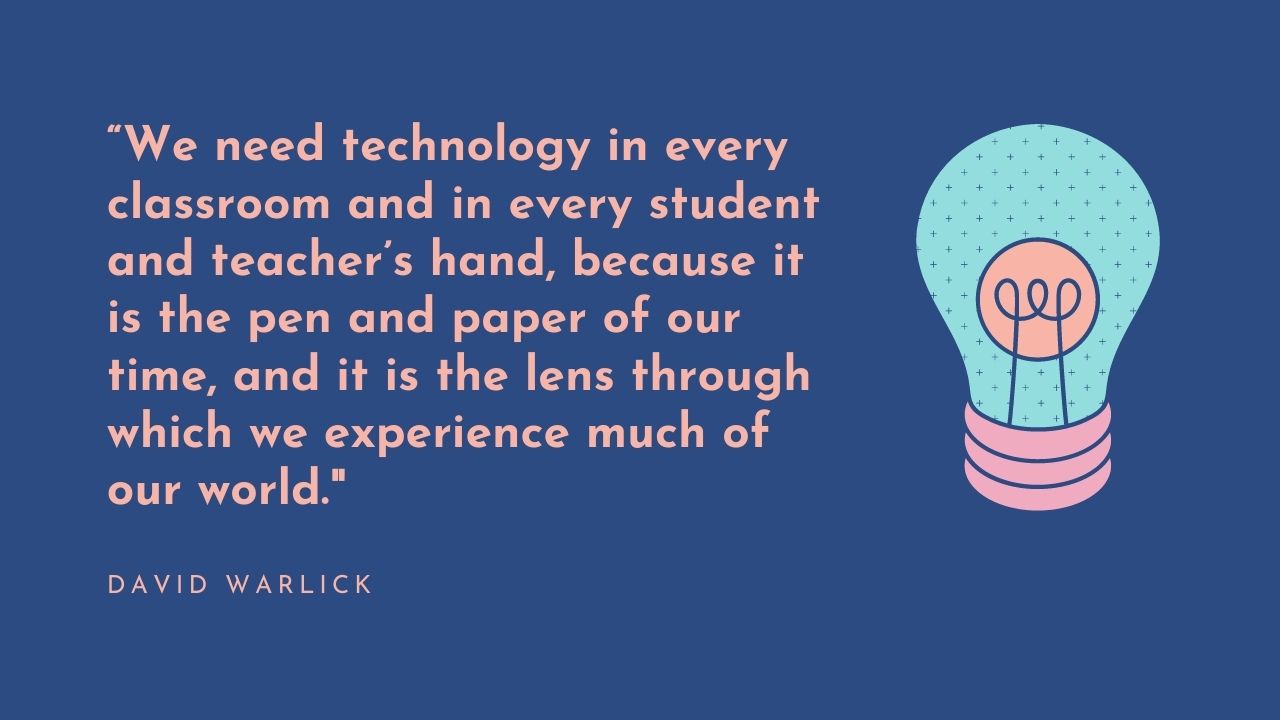 “We need technology in every
classroom and in every student
and teacher’s hand, because it
is the pen and paper of our
time, and it is the lens through
which we experience much of
our world."
DAVID WARLICK